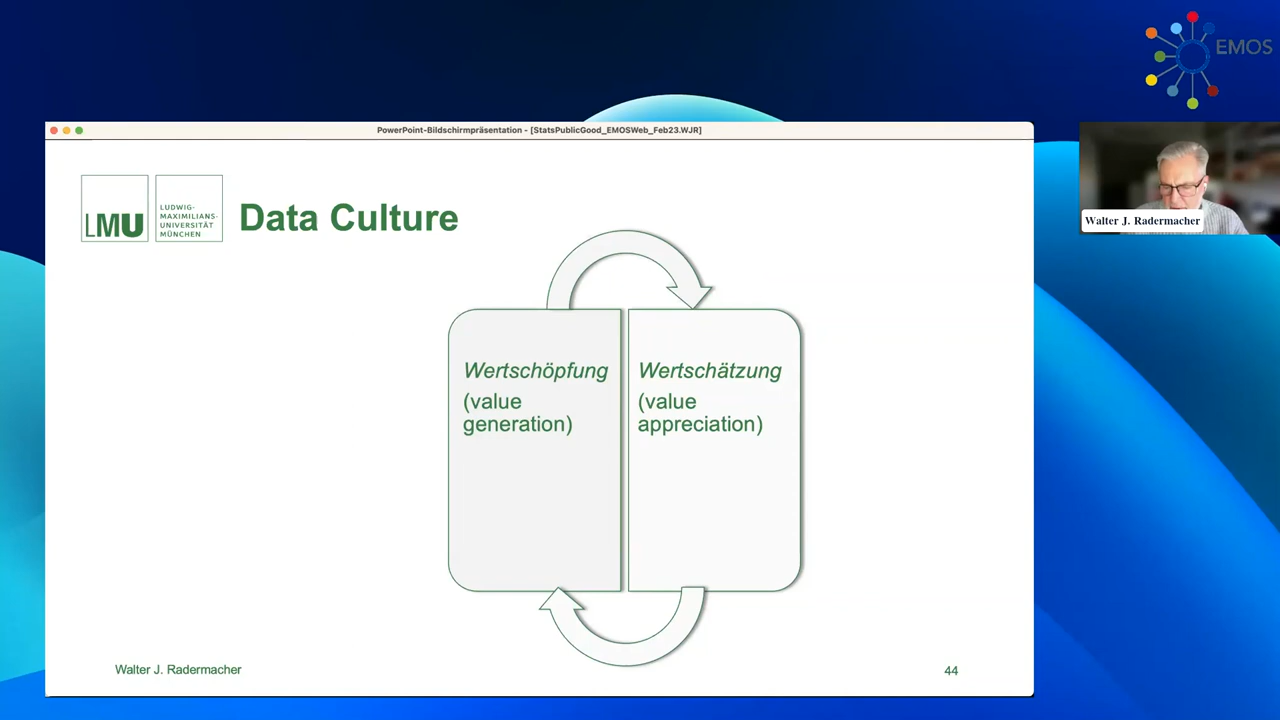 EMOS
PowerPoint-Bildschirmpräsentation - [StatsPublicGood_EMOSWeb_Feb23.WJR]
LMU
LUDWIG-
MAXIMILIANS-
UNIVERSITÄT
MÜNCHEN
Data Culture
Walter J. Radermacher
Wertschöpfung
(value
generation)
Wertschätzung
(value
appreciation)
Walter J. Radermacher
44